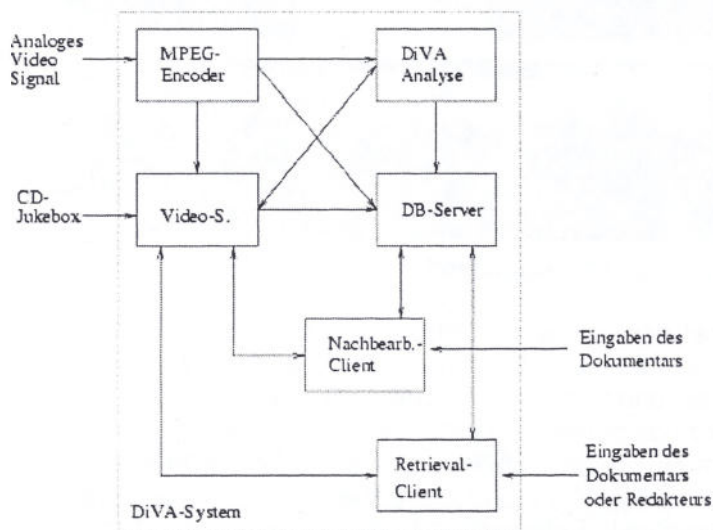 Analoges
Video
Signal
MPEG-
Encoder
DiVA
Analyse
CD-
Jukebox
Video-S.
DB-Server
Nachbearb.-
Client
Eingaben des
Dokumentars
Retrieval-
Client
Eingaben des
Dokumentars
oder Redakteurs
DiVA-System